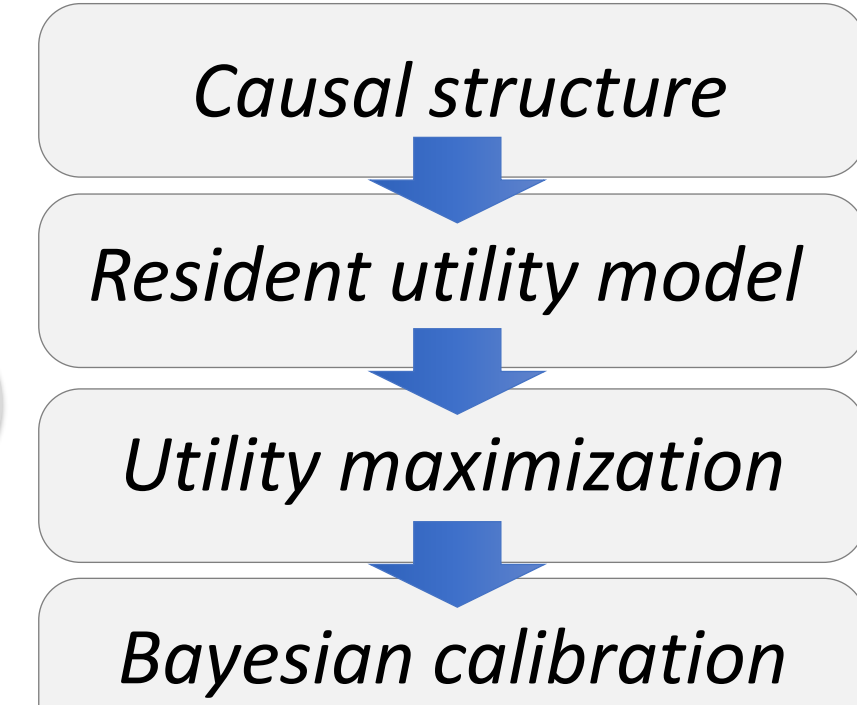 Causal structure
Resident utility model
Utility maximization
Bayesian calibration